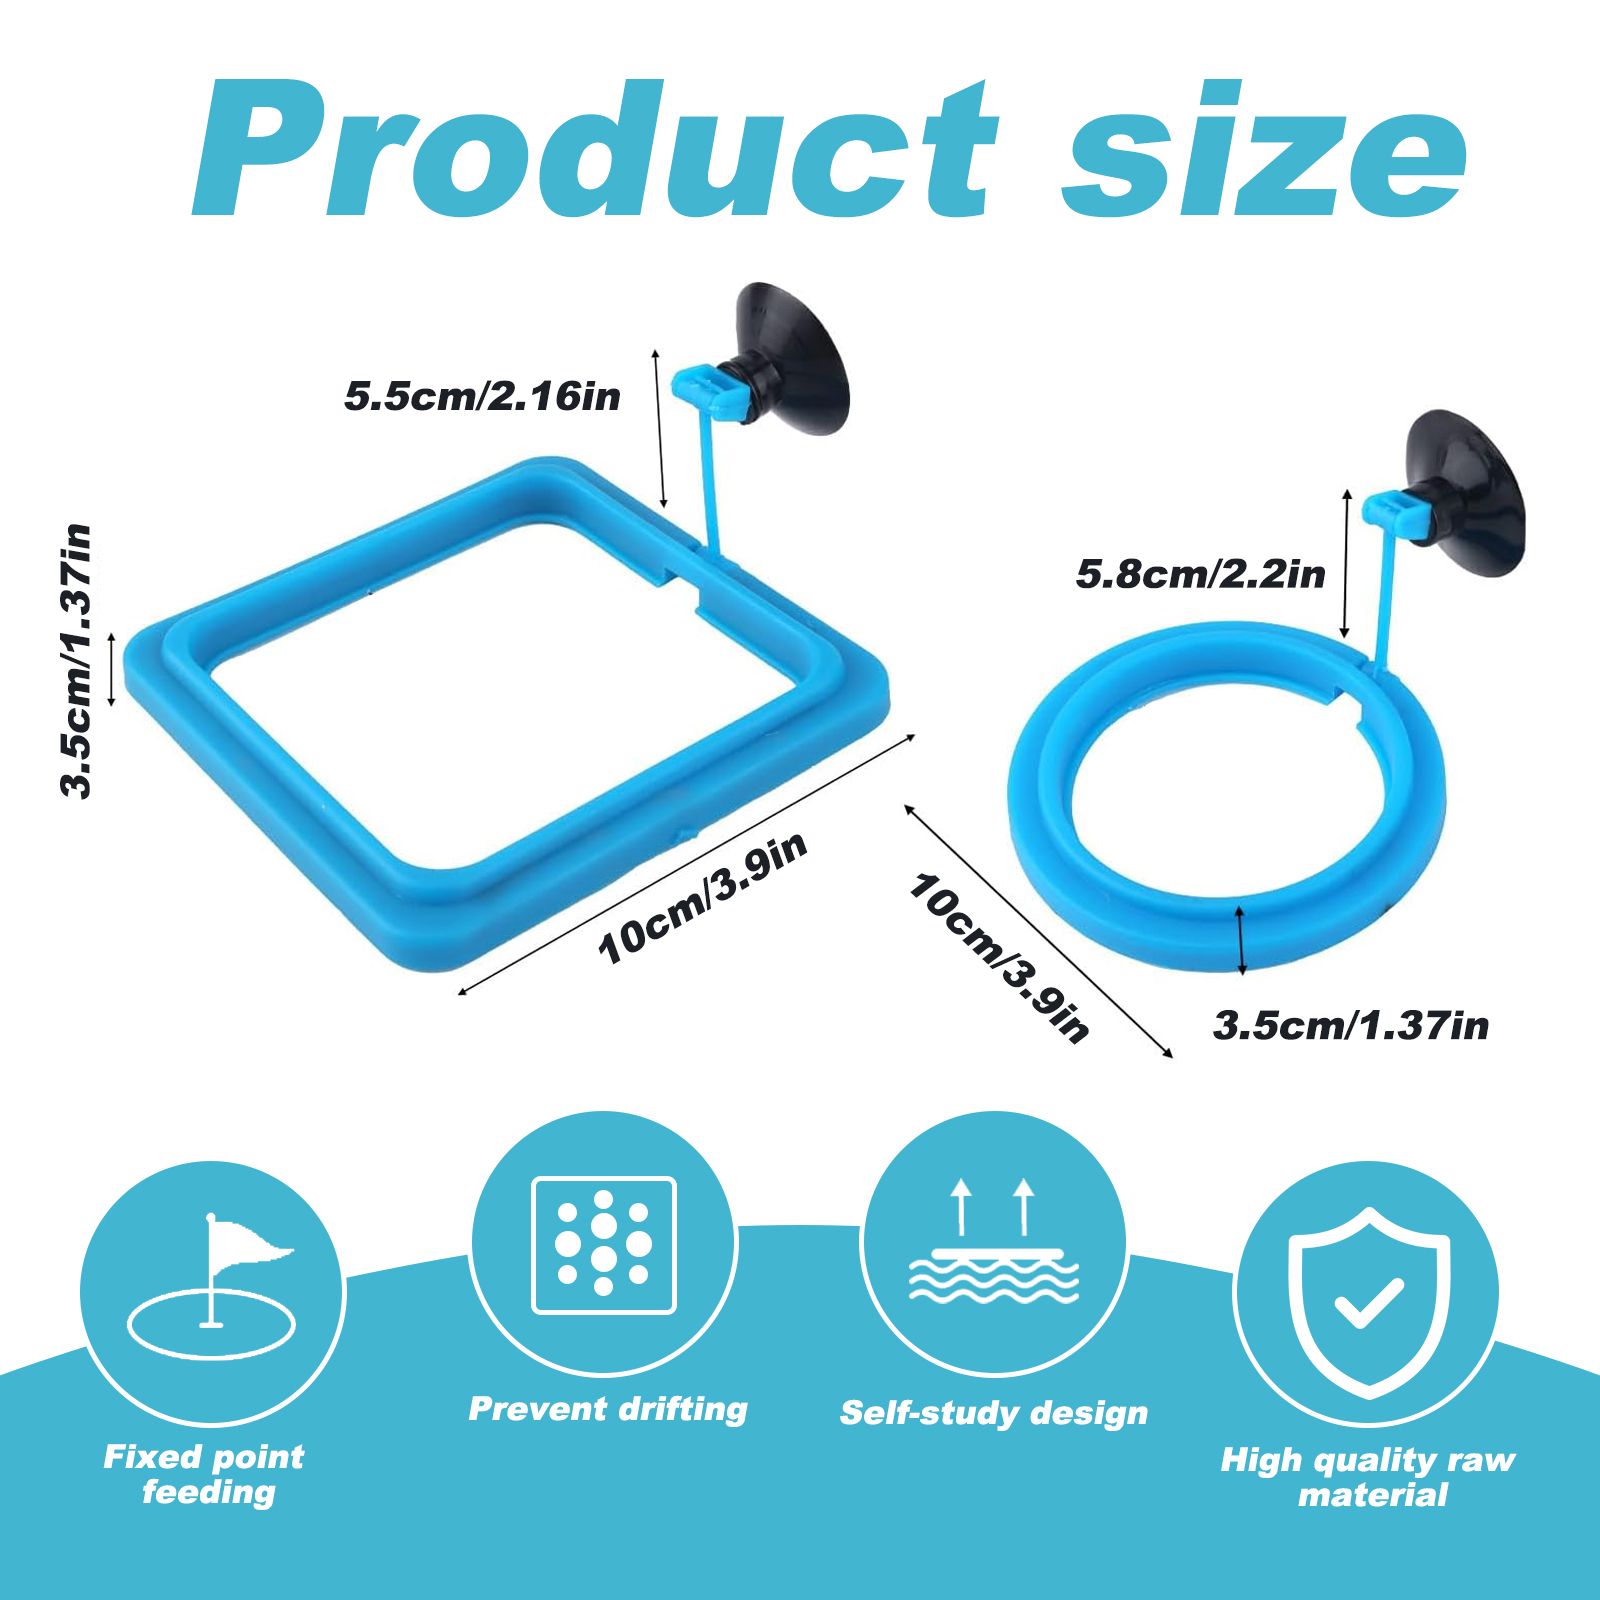 Product size
5.5cm/2.16in
3.5cm/1.37in
5.8cm/2.2in
10cm/3.9in
10cm/3.9in
3.5cm/1.37in
Fixed point
feeding
Prevent drifting
Self-study design
High quality raw
material